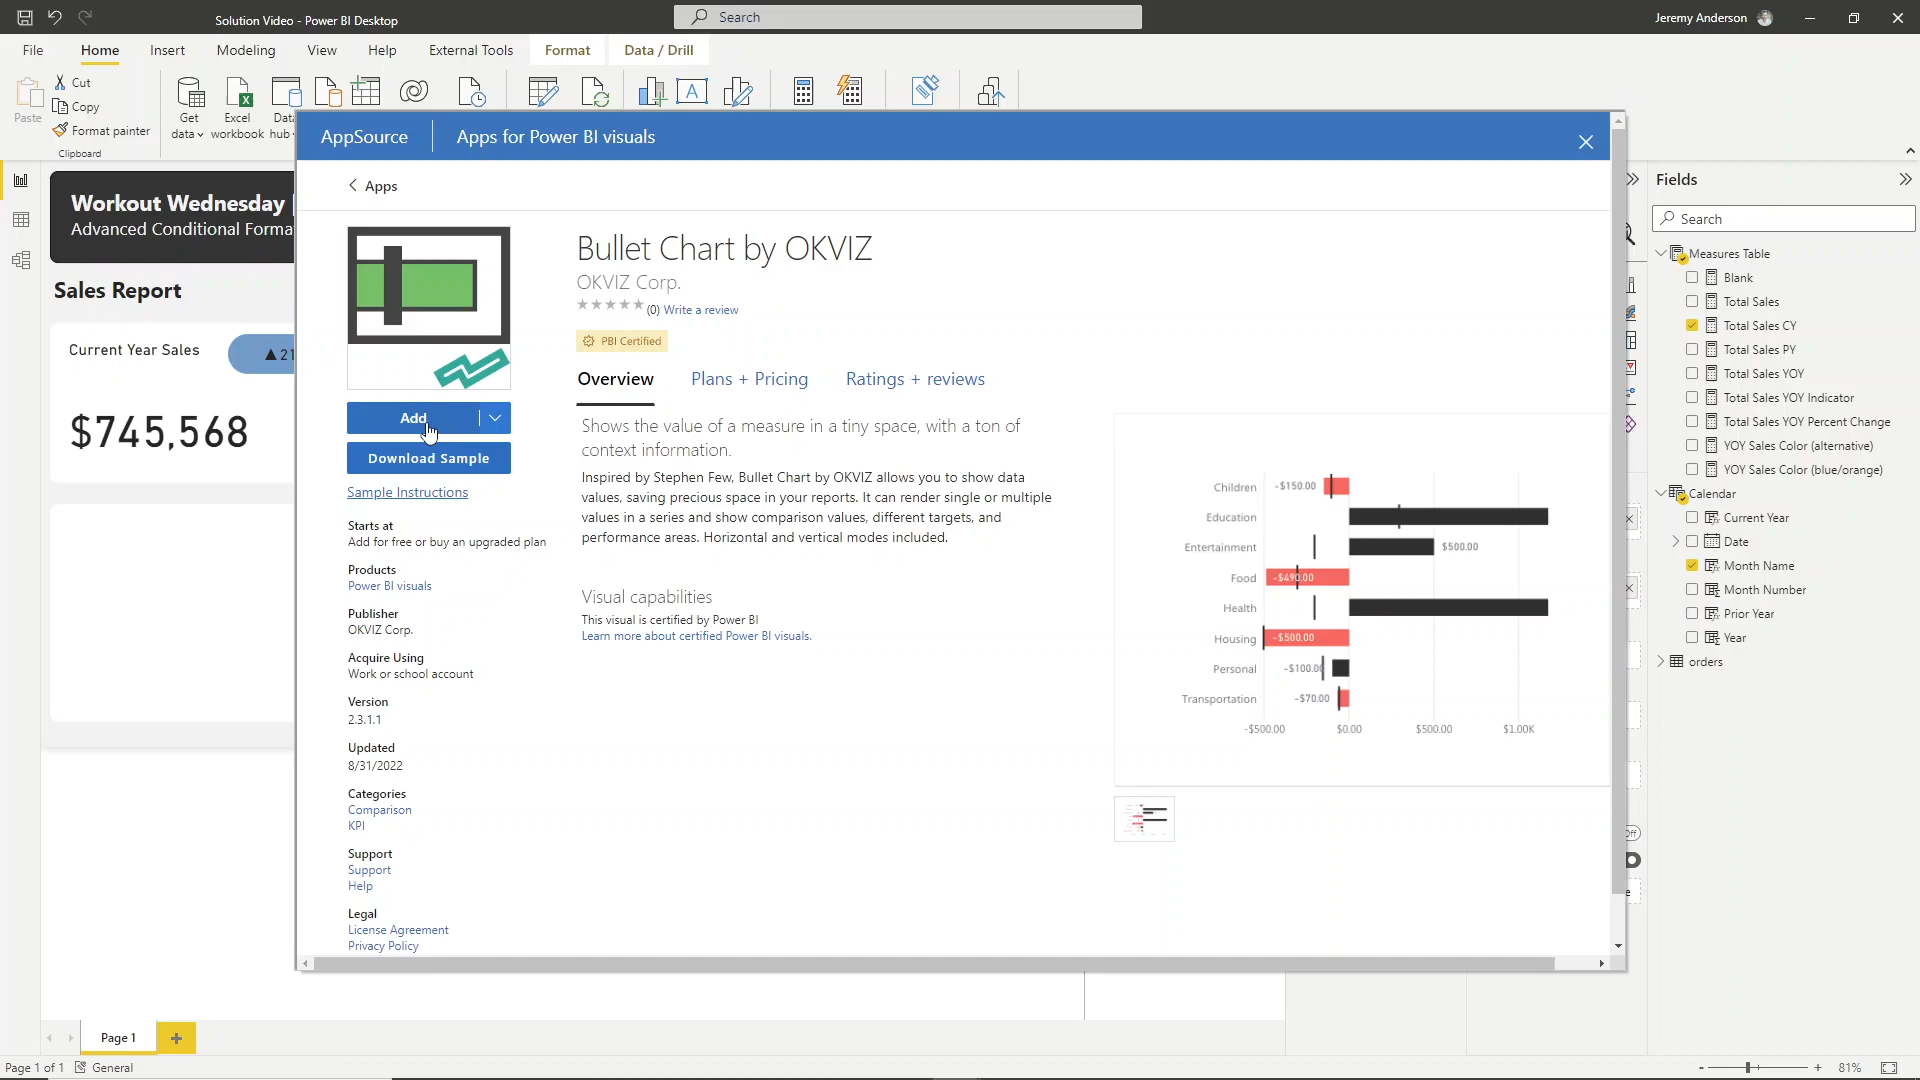 Solution Video - Power BI Desktop
Search
Jeremy Anderson
File
Home
Insert
Modeling
View
Help
External Tools
Format
Data / Drill
Paste
Cut
Copy
Format painter
Clipboard
Get
data
Excel
workbook
Data
hub
AppSource
Apps for Power BI visuals
Apps
Workout Wednesday
Advanced Conditional Forma
Sales Report
Current Year Sales
▲21
$745,568
Bullet Chart by OKVIZ
OKVIZ Corp.
(0) Write a review
PBI Certified
Overview
Plans + Pricing
Ratings + reviews
Add
Download Sample
Sample Instructions
Starts at
Add for free or buy an upgraded plan
Products
Power BI visuals
Publisher
OKVIZ Corp.
Acquire Using
Work or school account
Version
2.3.1.1
Updated
8/31/2022
Categories
Comparison
KPI
Support
Support
Help
Legal
License Agreement
Privacy Policy
Shows the value of a measure in a tiny space, with a ton of
context information.
Inspired by Stephen Few, Bullet Chart by OKVIZ allows you to show data
values, saving precious space in your reports. It can render single or multiple
values in a series and show comparison values, different targets, and
performance areas. Horizontal and vertical modes included.
Visual capabilities
This visual is certified by Power BI
Learn more about certified Power BI visuals.
Children -$150.00
Education
Entertainment $500.00
Food -$490.00
Health
Housing -$500.00
Personal -$100.00
Transportation -$70.00
-$500.00 $0.00 $500.00 $1.00K
Fields
Search
Measures Table
Blank
Total Sales
Total Sales CY
Total Sales PY
Total Sales YOY
Total Sales YOY Indicator
Total Sales YOY Percent Change
YOY Sales Color (alternative)
YOY Sales Color (blue/orange)
Calendar
Current Year
Date
Month Name
Month Number
Prior Year
Year
orders
Off
Page 1
Page 1 of 1
General
- + 81%